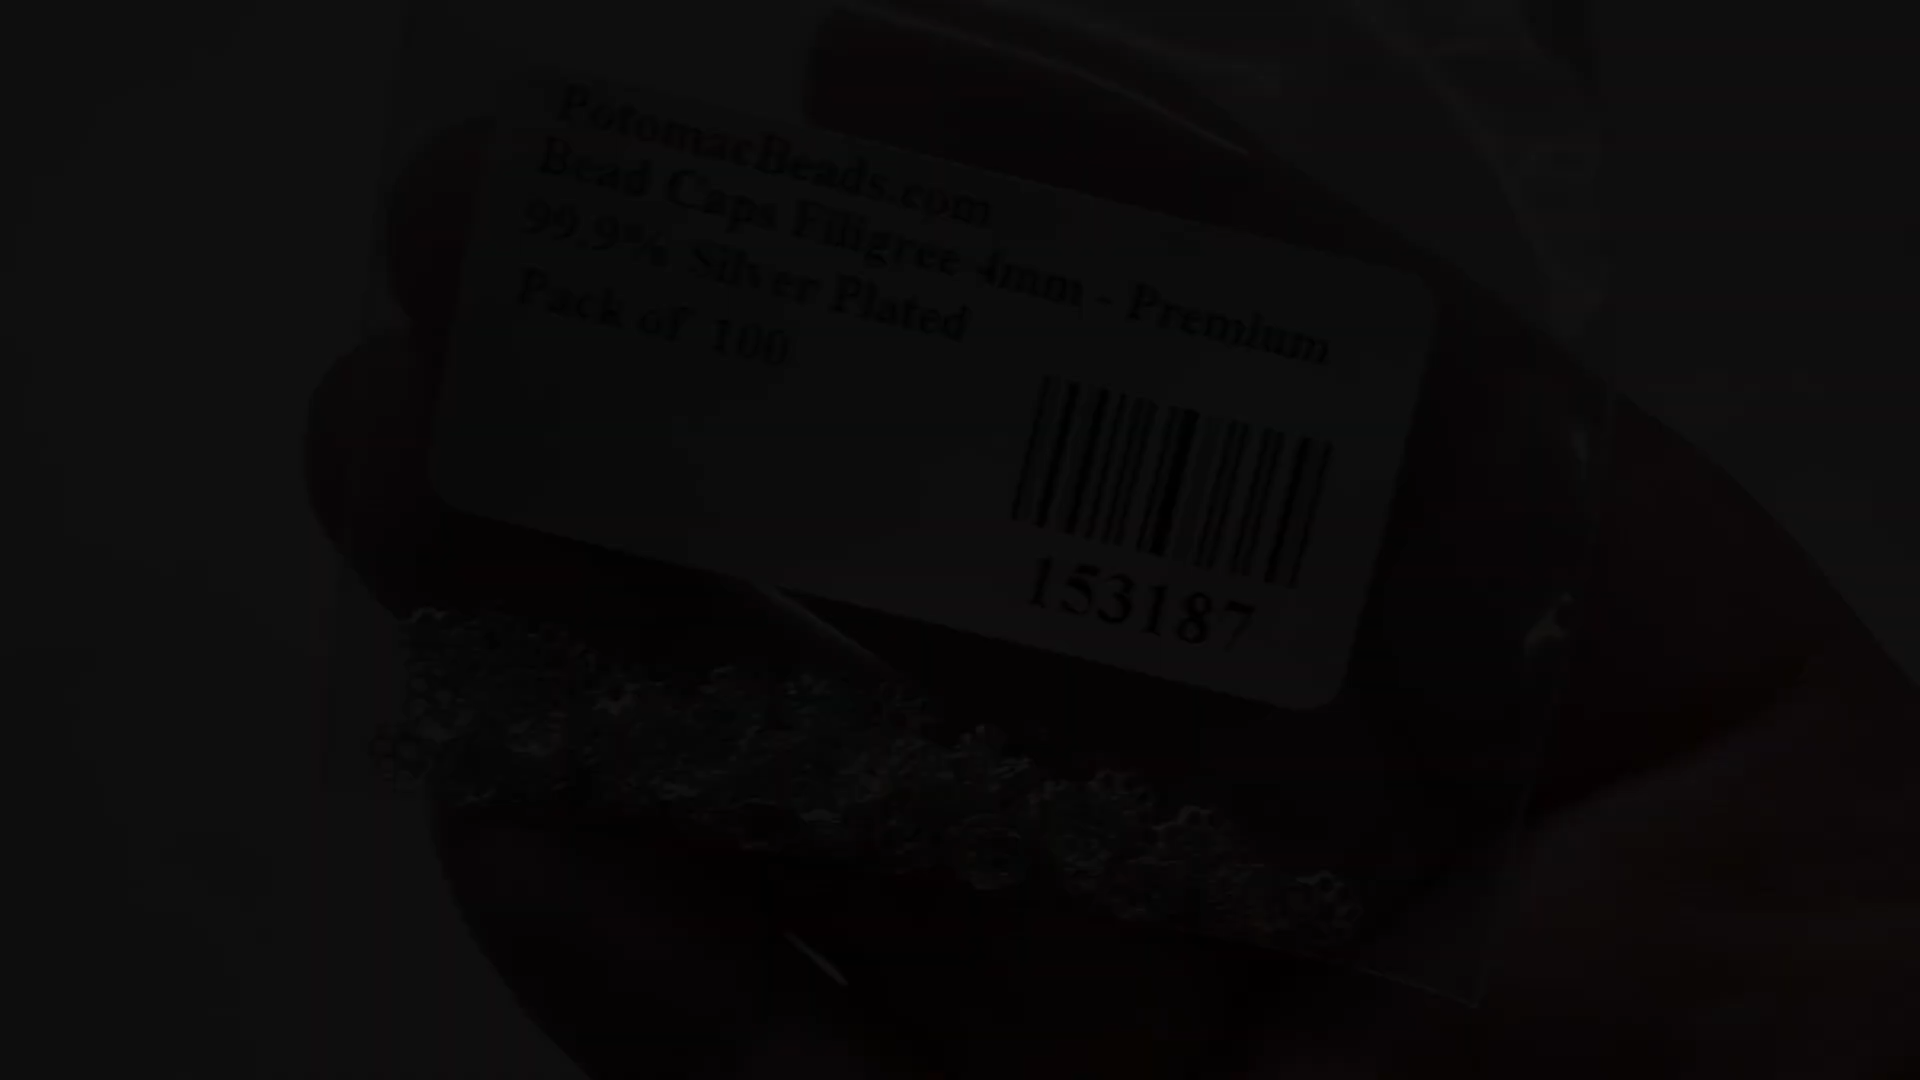 PotomacBeads.com
Bead Caps Filigree 4mm - Premium
99.9% Silver Plated
Pack of 100
153187